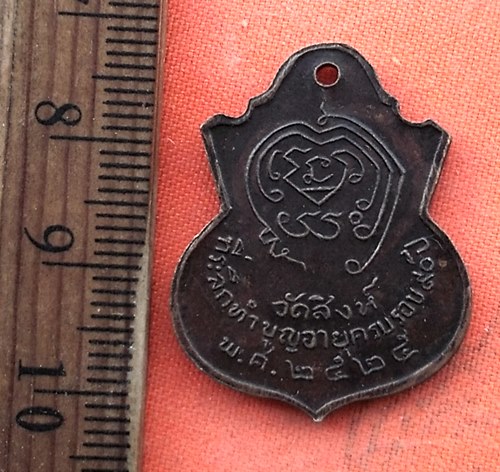 8
9
10
วัดสิงห์
ที่ระลึกทำบุญอายุครบรอบ๙๐ปี
พ.ศ.๒๕๒๔